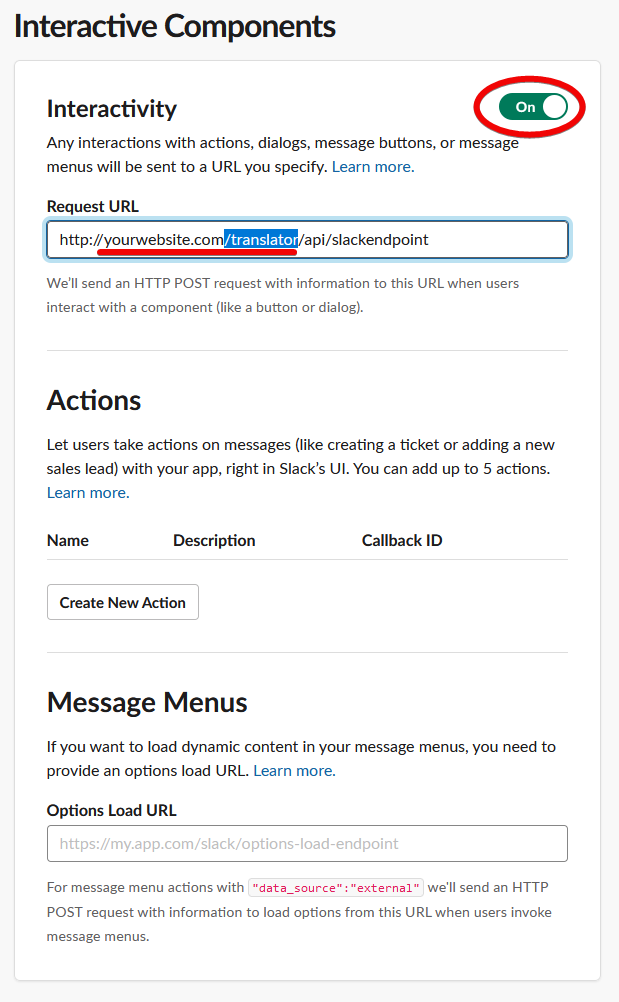 Interactive Components
Interactivity
On
Any interactions with actions, dialogs, message buttons, or message
menus will be sent to a URL you specify. Learn more.
Request URL
http://yourwebsite.com/translator/api/slackendpoint
We’ll send an HTTP POST request with information to this URL when users
interact with a component (like a button or dialog).
Actions
Let users take actions on messages (like creating a ticket or adding a new
sales lead) with your app, right in Slack’s UI. You can add up to 5 actions.
Learn more.
Name Description Callback ID
Create New Action
Message Menus
If you want to load dynamic content in your message menus, you need to
provide an options load URL. Learn more.
Options Load URL
https://my.app.com/slack/options-load-endpoint
For message menu actions with "data_source":"external" we'll send an HTTP
POST request with information to load options from this URL when users invoke
message menus.